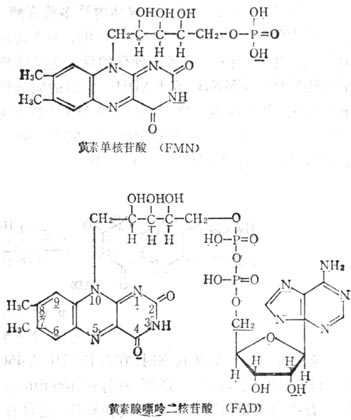 OHOHOH
OH
CH₂-C-C-C-CH₂-O-P=O
H H H
OH
H₃C
N
N
O
H₃C
N
NH
O
黄素单核苷酸 (FMN)
OHOHOH
CH₂-C-C-C-CH₂-O
H H H
HO-P=O
O
HO-P=O
O
NH₂
N
N
N
N
CH₂
O
H₃C
H₃C
8
7
9
6
N
10
N
1
2
O
N
5
4
3
NH
O
H
H
H
H
OH
OH
黄素腺嘌呤二核苷酸 (FAD)